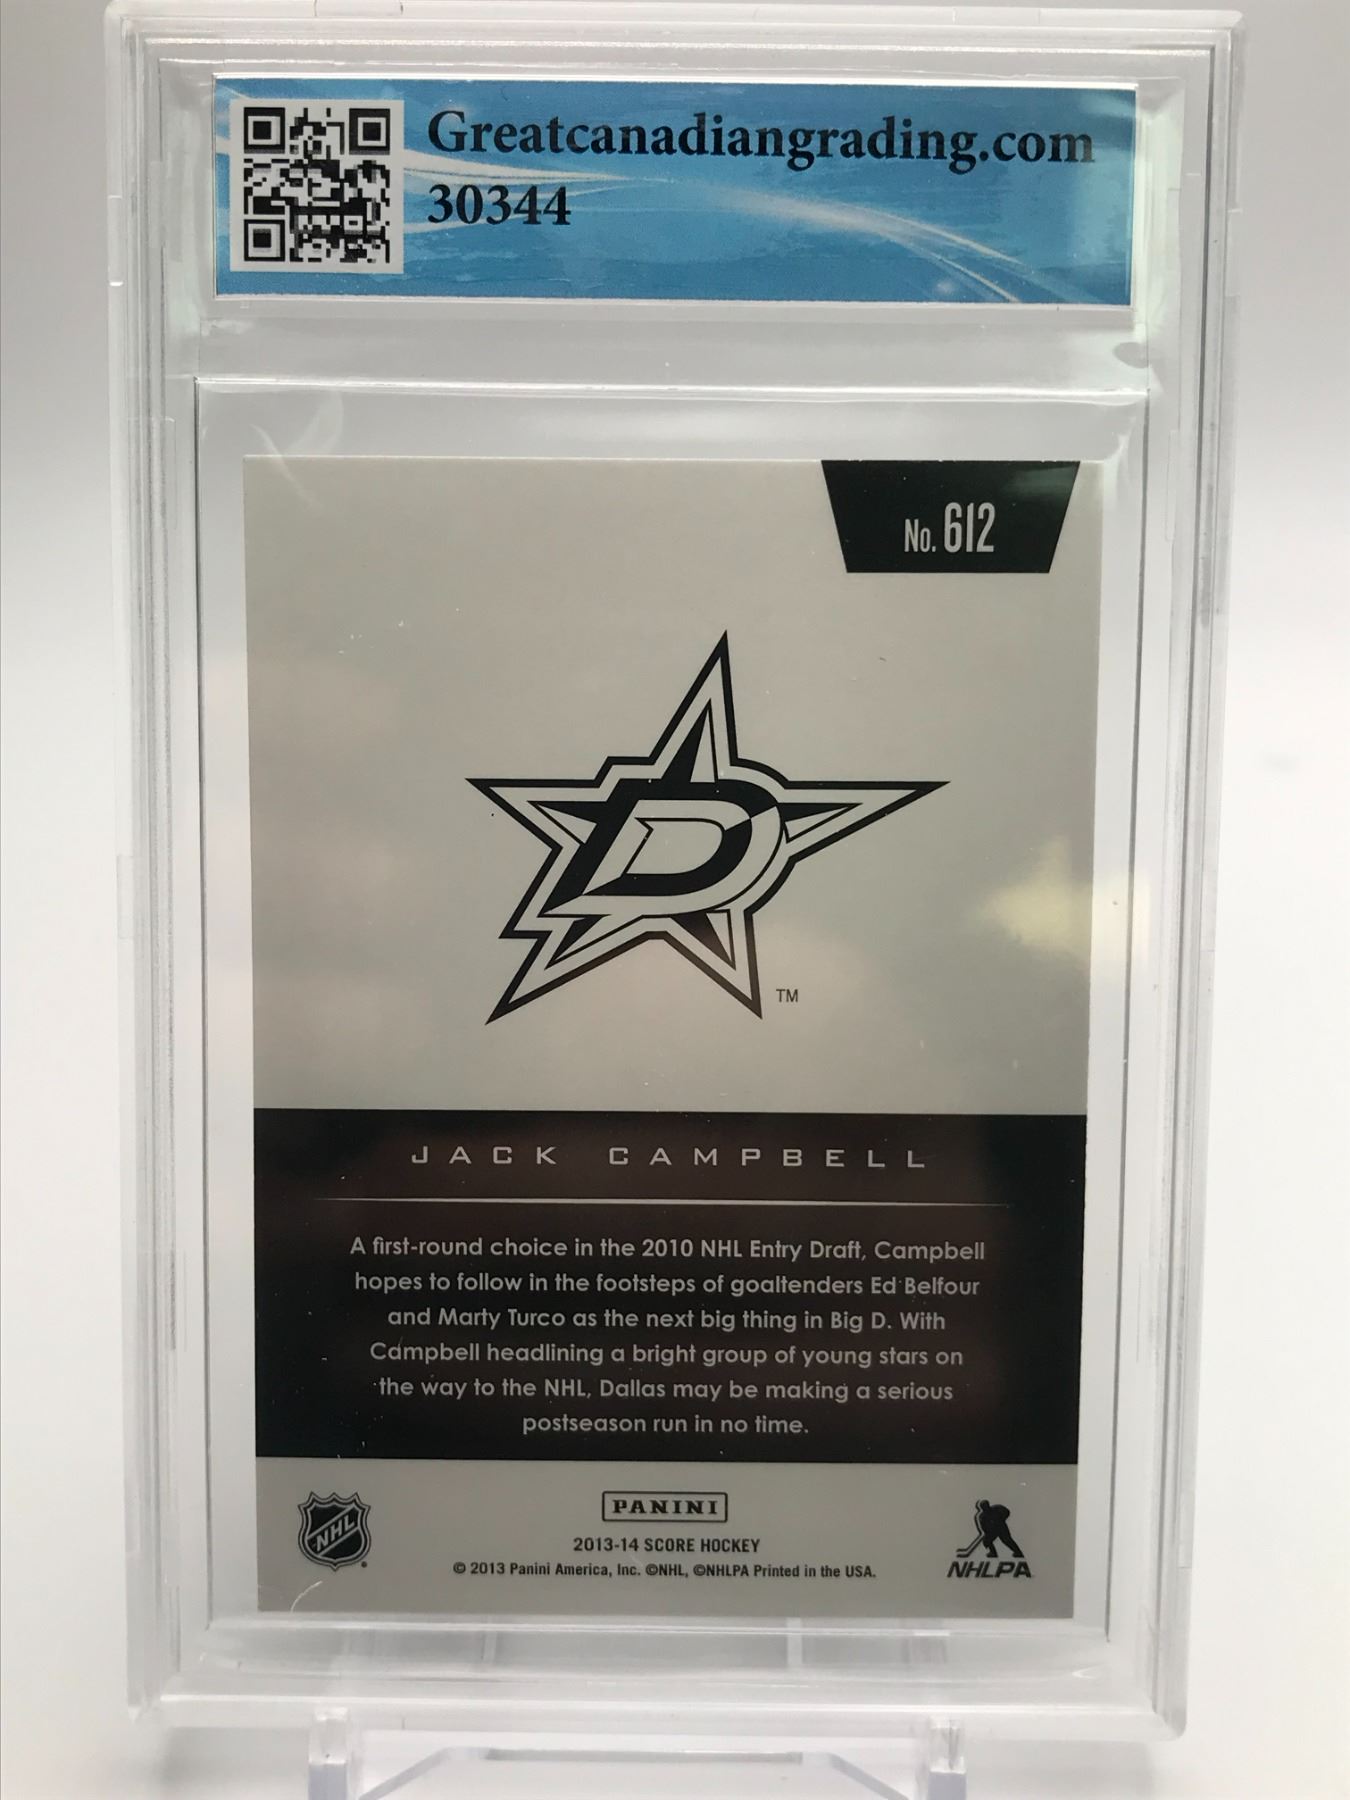 Greatcanadiangrading.com
30344
No. 612
D
TM
JACK CAMPBELL
A first-round choice in the 2010 NHL Entry Draft, Campbell
hopes to follow in the footsteps of goaltenders Ed Belfour
and Marty Turco as the next big thing in Big D. With
Campbell headlining a bright group of young stars on
the way to the NHL, Dallas may be making a serious
postseason run in no time.
NHL
PANINI
2013-14 SCORE HOCKEY
© 2013 Panini America, Inc. ©NHL, ©NHLPA Printed in the USA.
NHLPA